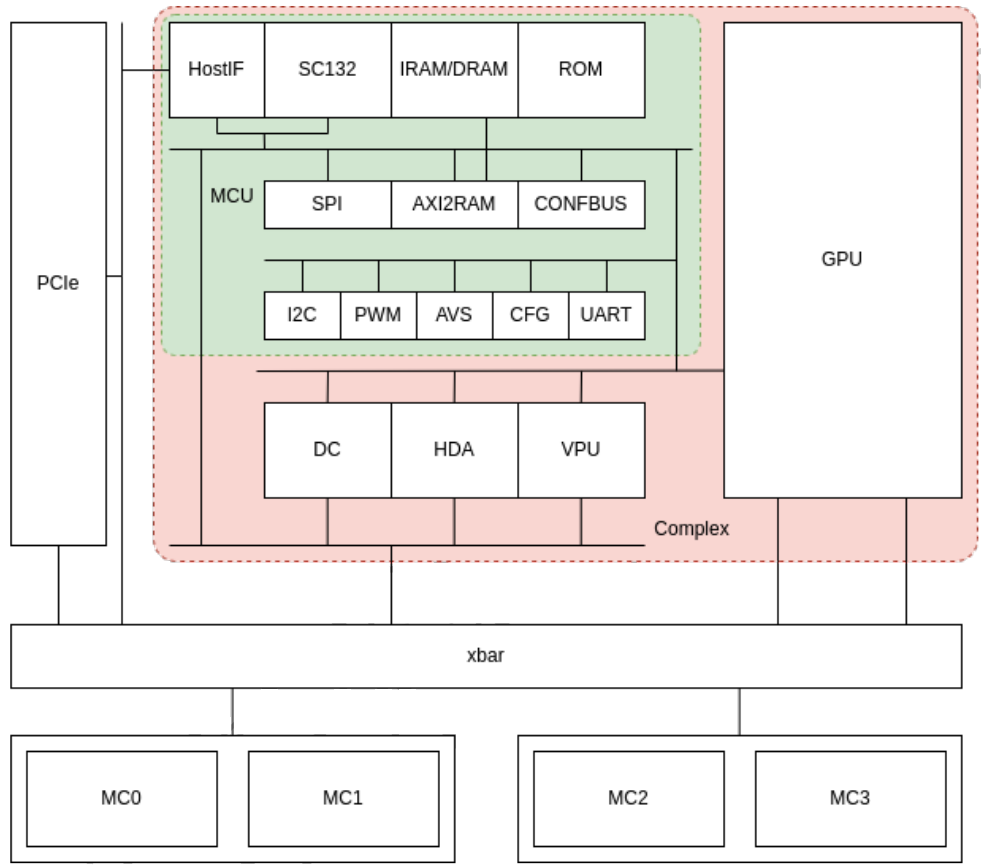 HostIF
SC132
IRAM/DRAM
ROM
MCU
SPI
AXI2RAM
CONFBUS
GPU
PCIe
I2C
PWM
AVS
CFG
UART
DC
HDA
VPU
Complex
xbar
MC0
MC1
MC2
MC3